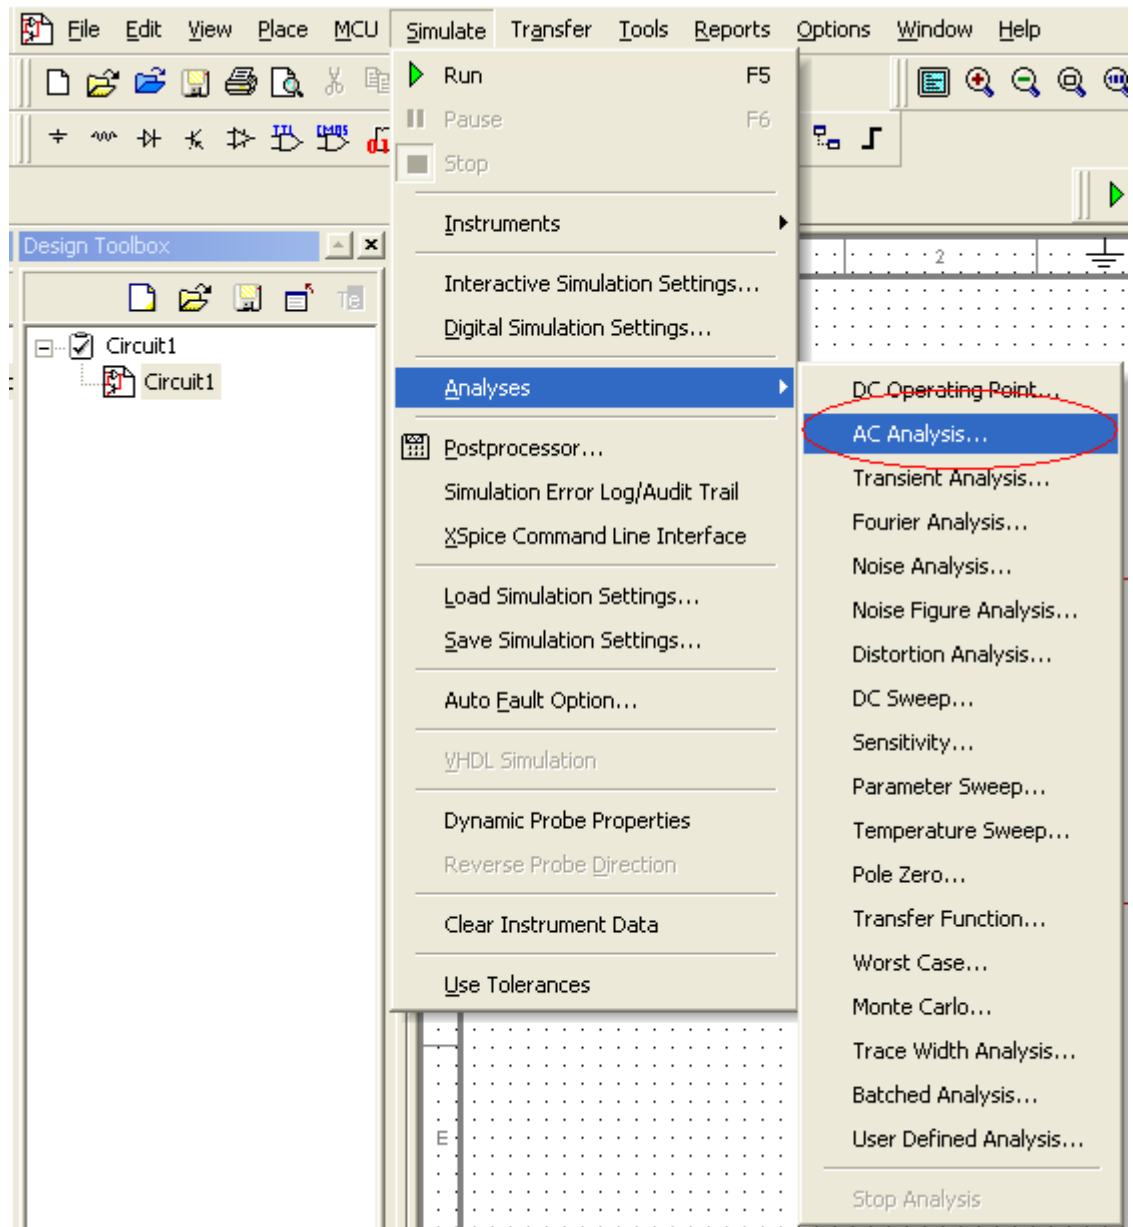 File Edit View Place MCU Simulate Transfer Tools Reports Options Window Help
Run F5
Pause F6
Stop
Instruments
Interactive Simulation Settings...
Digital Simulation Settings...
Analyses
Postprocessor...
Simulation Error Log/Audit Trail
XSpice Command Line Interface
Load Simulation Settings...
Save Simulation Settings...
Auto Fault Option...
VHDL Simulation
Dynamic Probe Properties
Reverse Probe Direction
Clear Instrument Data
Use Tolerances
TTL
CMOS
Design Toolbox
Te
Circuit1
Circuit1
2
DC Operating Point...
AC Analysis...
Transient Analysis...
Fourier Analysis...
Noise Analysis...
Noise Figure Analysis...
Distortion Analysis...
DC Sweep...
Sensitivity...
Parameter Sweep...
Temperature Sweep...
Pole Zero...
Transfer Function...
Worst Case...
Monte Carlo...
Trace Width Analysis...
Batched Analysis...
User Defined Analysis...
Stop Analysis
E